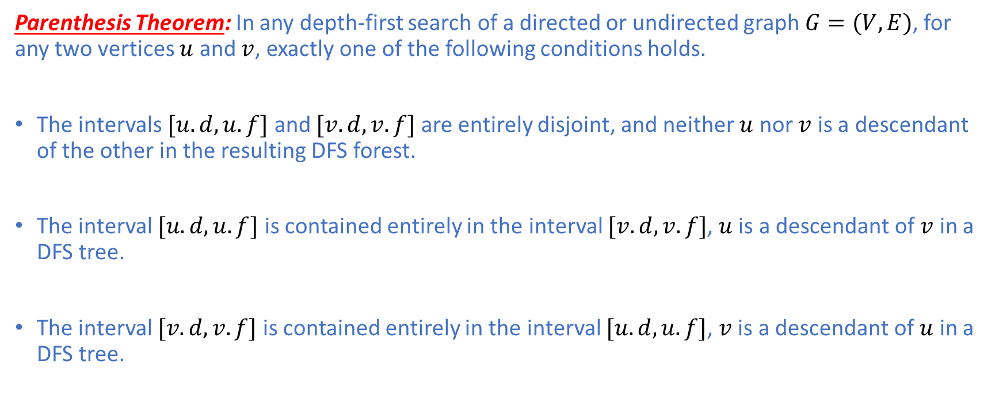 Parenthesis Theorem: In any depth-first search of a directed or undirected graph G = (V, E), for
any two vertices u and v, exactly one of the following conditions holds.
• The intervals [u. d, u. f] and [v. d, v. f] are entirely disjoint, and neither u nor v is a descendant
of the other in the resulting DFS forest.
• The interval [u. d, u. f] is contained entirely in the interval [v. d, v. f], u is a descendant of v in a
DFS tree.
• The interval [v. d, v. f] is contained entirely in the interval [u. d, u. f], v is a descendant of u in a
DFS tree.